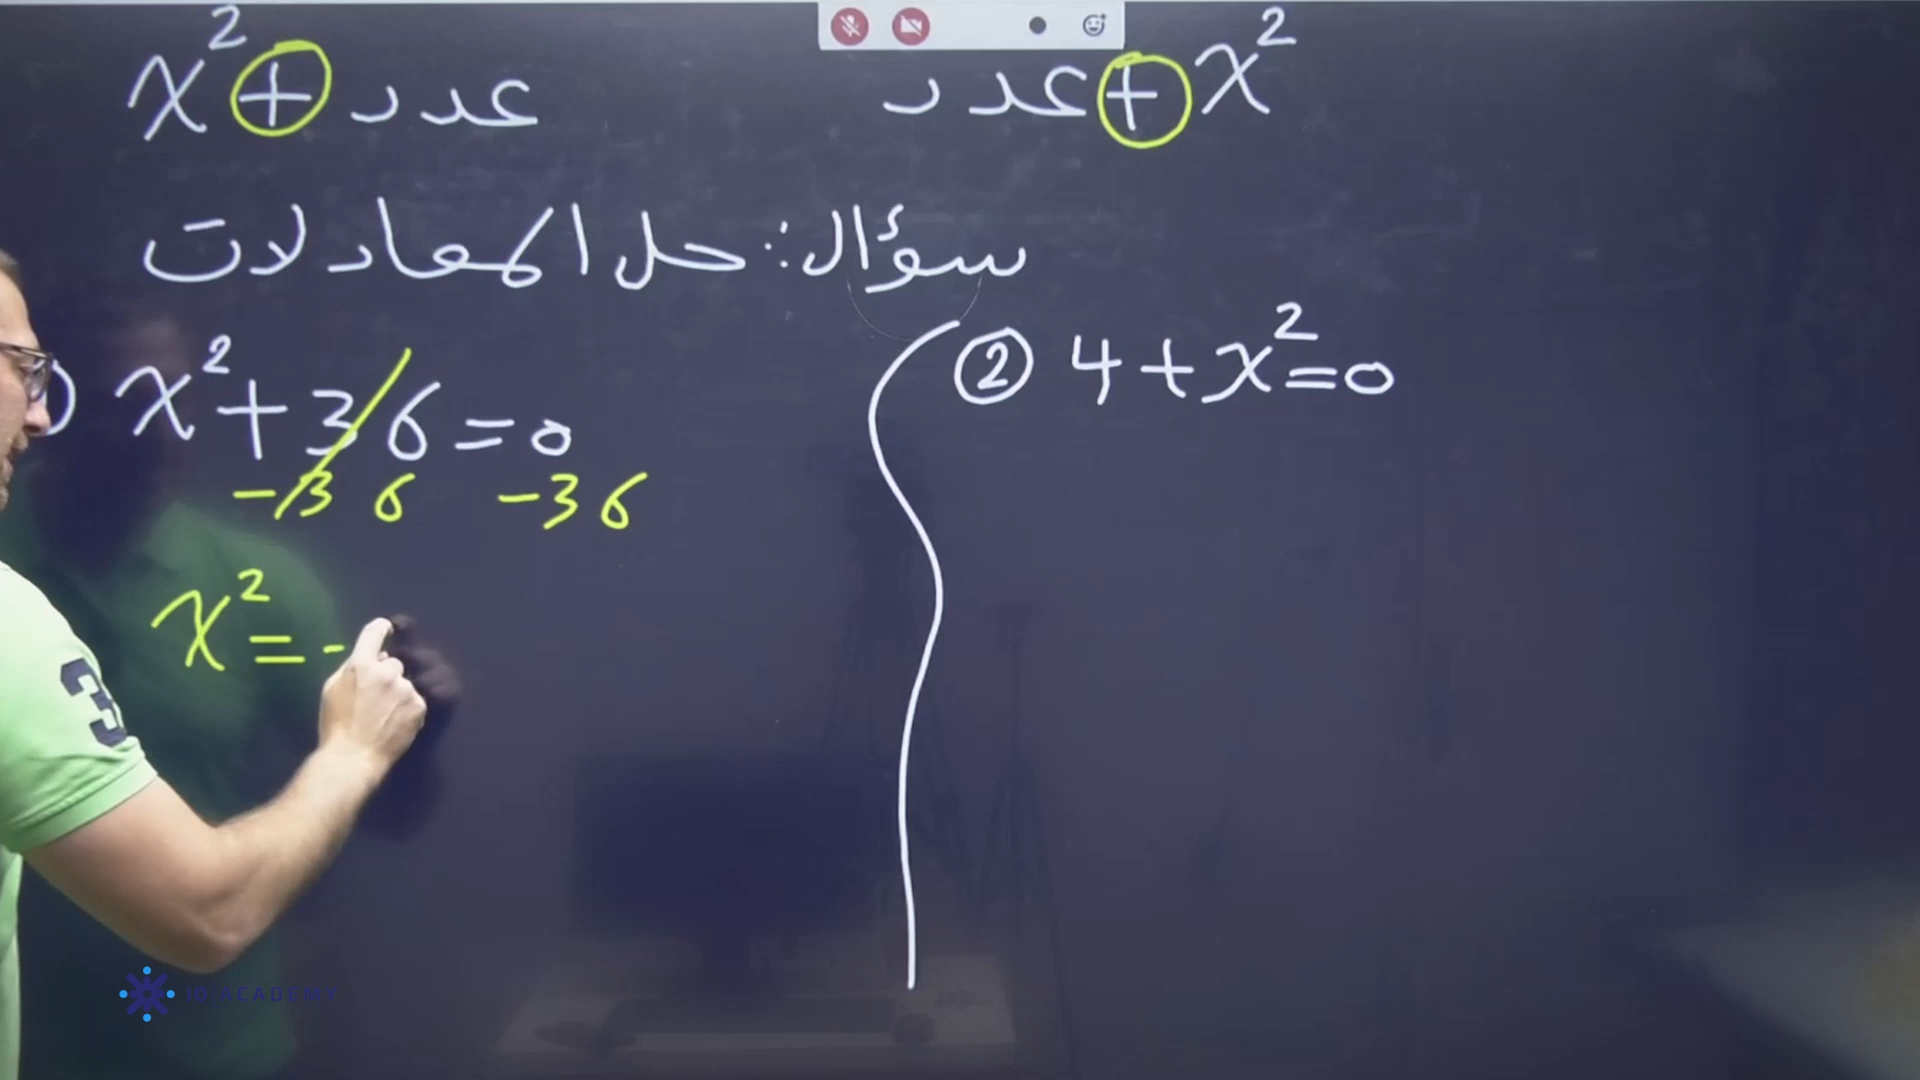 x² + عدد
عدد + x²
سؤال: حل المعادلات
x² + 36 = 0
-36 -36
x² = -
② 4 + x² = 0
3
JO ACADEMY